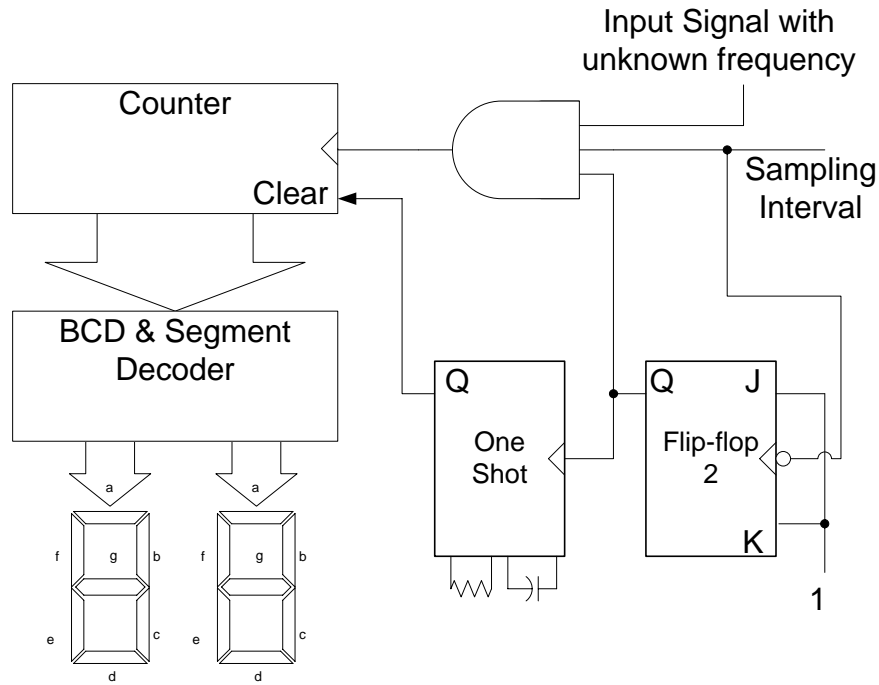 Input Signal with
unknown frequency
Counter
Clear
Sampling
Interval
BCD & Segment
Decoder
Q
One
Shot
Q
J
Flip-flop
2
K
1
a
f
g
b
e
c
d
a
f
g
b
e
c
d